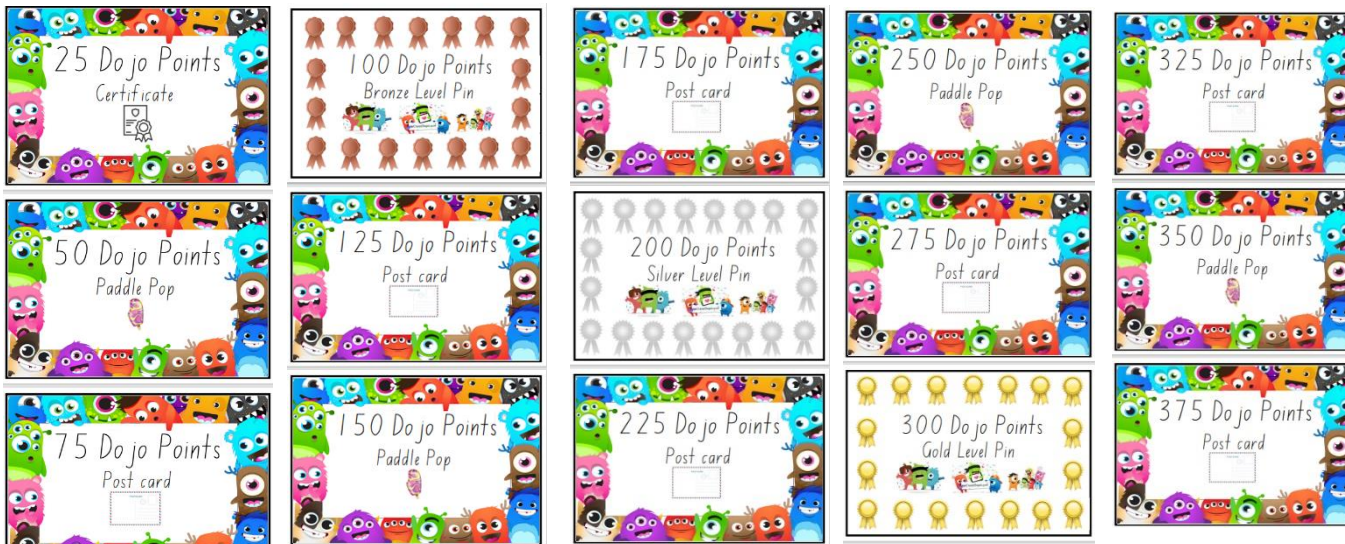 25 Dojo Points
Certificate
50 Dojo Points
Paddle Pop
75 Dojo Points
Post card
100 Dojo Points
Bronze Level Pin
125 Dojo Points
Post card
150 Dojo Points
Paddle Pop
175 Dojo Points
Post card
200 Dojo Points
Silver Level Pin
225 Dojo Points
Post card
250 Dojo Points
Paddle Pop
275 Dojo Points
Post card
300 Dojo Points
Gold Level Pin
325 Dojo Points
Post card
350 Dojo Points
Paddle Pop
375 Dojo Points
Post card